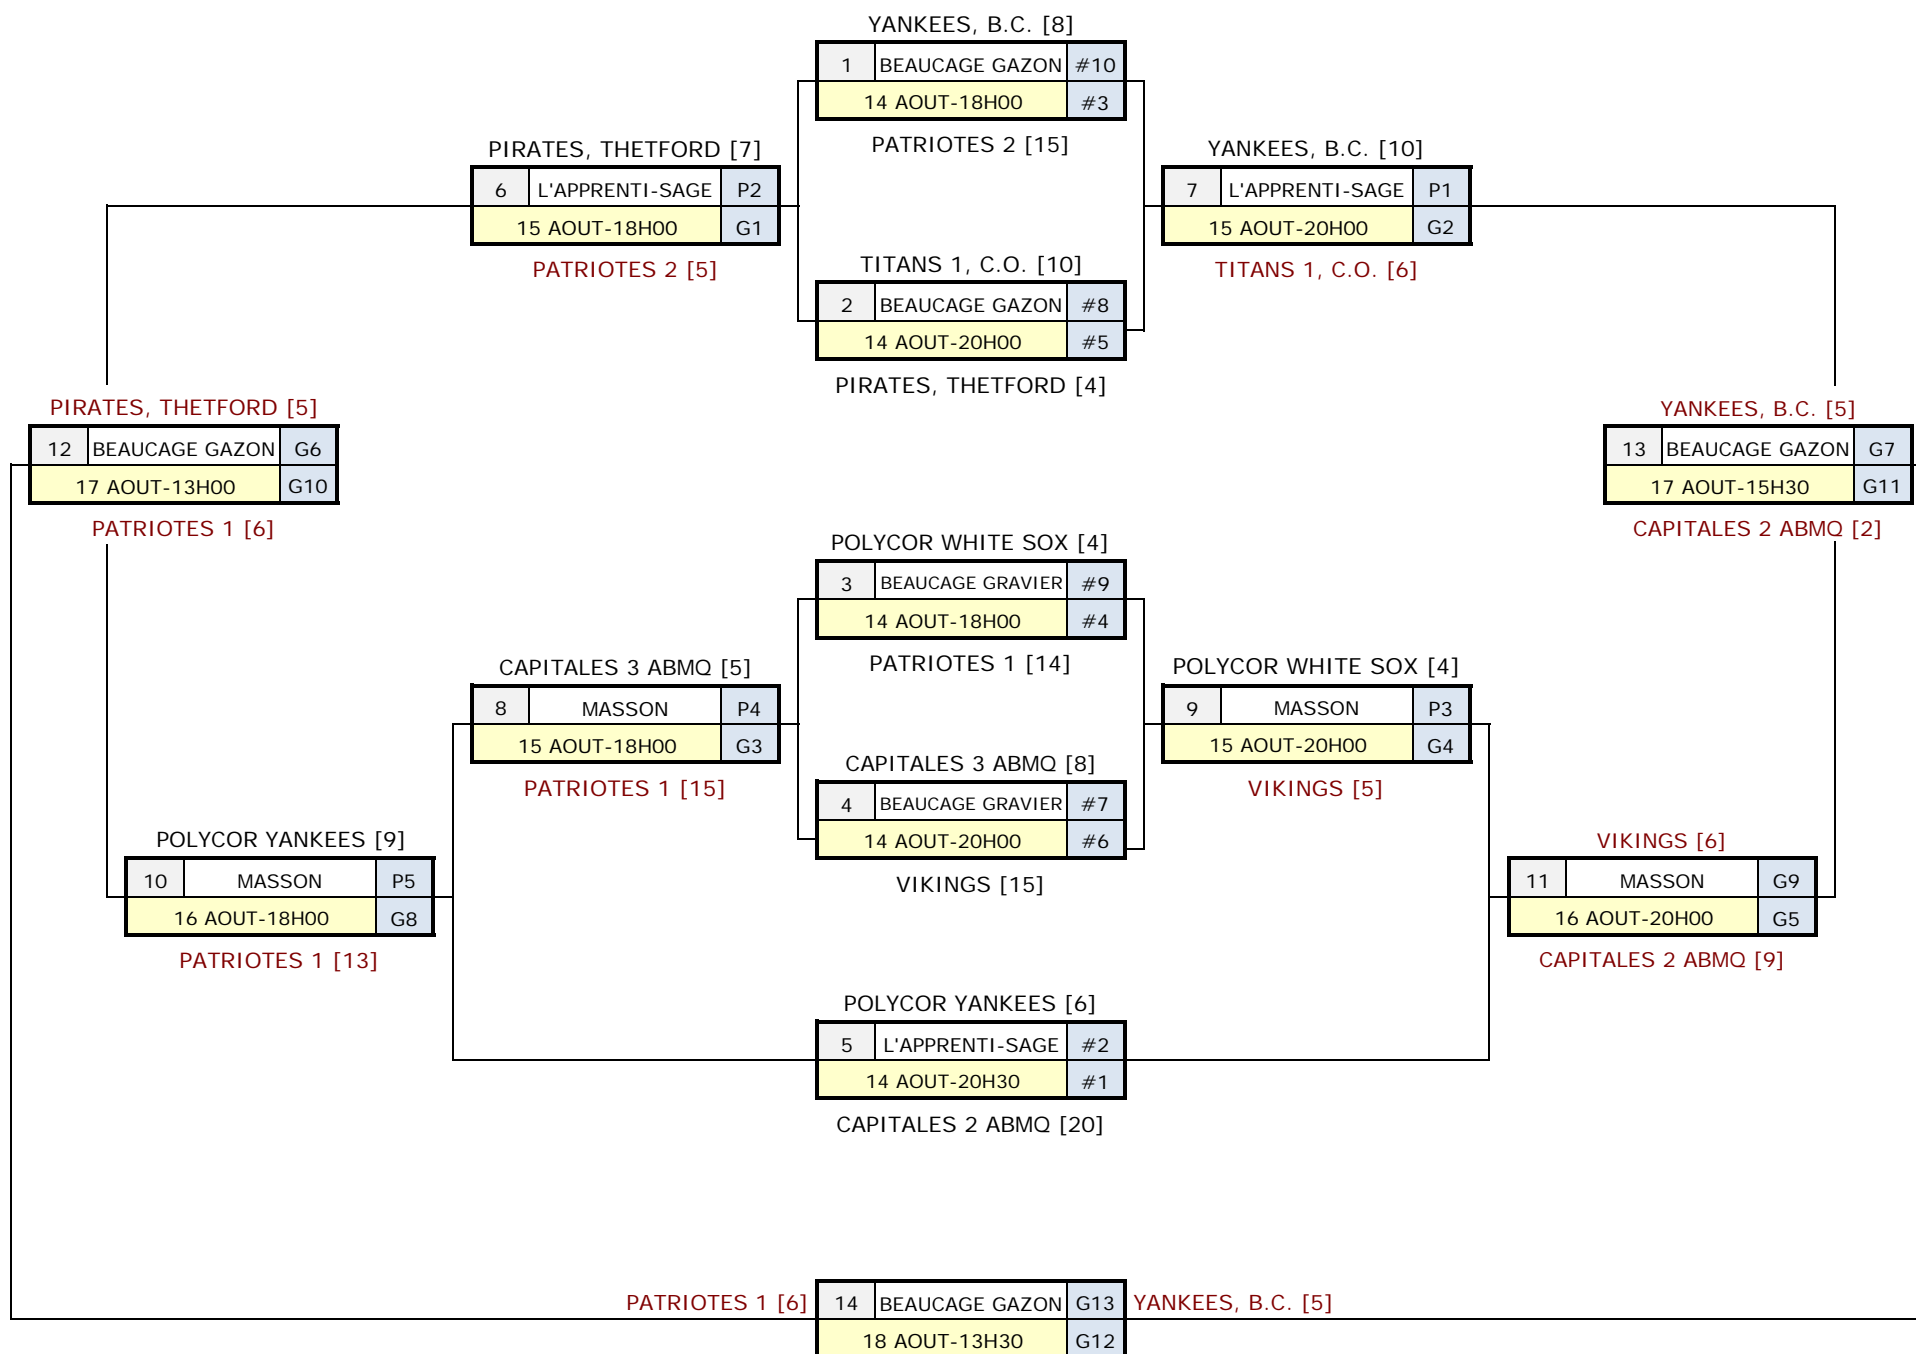 YANKEES, B.C. [8]
1 BEAUCAGE GAZON #10
14 AOUT-18H00 #3
PATRIOTES 2 [15]
PIRATES, THETFORD [7]
6 L'APPRENTI-SAGE P2
15 AOUT-18H00 G1
PATRIOTES 2 [5]
YANKEES, B.C. [10]
7 L'APPRENTI-SAGE P1
15 AOUT-20H00 G2
TITANS 1, C.O. [6]
TITANS 1, C.O. [10]
2 BEAUCAGE GAZON #8
14 AOUT-20H00 #5
PIRATES, THETFORD [4]
PIRATES, THETFORD [5]
12 BEAUCAGE GAZON G6
17 AOUT-13H00 G10
PATRIOTES 1 [6]
YANKEES, B.C. [5]
13 BEAUCAGE GAZON G7
17 AOUT-15H30 G11
CAPITALES 2 ABMQ [2]
POLYCOR WHITE SOX [4]
3 BEAUCAGE GRAVIER #9
14 AOUT-18H00 #4
PATRIOTES 1 [14]
CAPITALES 3 ABMQ [5]
8 MASSON P4
15 AOUT-18H00 G3
PATRIOTES 1 [15]
POLYCOR WHITE SOX [4]
9 MASSON P3
15 AOUT-20H00 G4
VIKINGS [5]
CAPITALES 3 ABMQ [8]
4 BEAUCAGE GRAVIER #7
14 AOUT-20H00 #6
VIKINGS [15]
POLYCOR YANKEES [9]
10 MASSON P5
16 AOUT-18H00 G8
PATRIOTES 1 [13]
VIKINGS [6]
11 MASSON G9
16 AOUT-20H00 G5
CAPITALES 2 ABMQ [9]
POLYCOR YANKEES [6]
5 L'APPRENTI-SAGE #2
14 AOUT-20H30 #1
CAPITALES 2 ABMQ [20]
PATRIOTES 1 [6] 14 BEAUCAGE GAZON G13 YANKEES, B.C. [5]
18 AOUT-13H30 G12